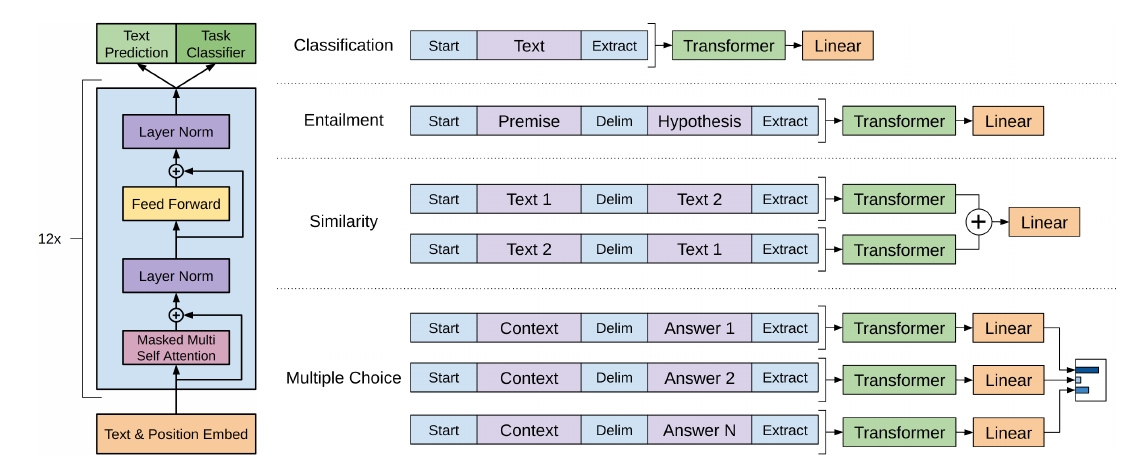 Text
Prediction
Task
Classifier
Layer Norm
+
Feed Forward
12x
Layer Norm
+
Masked Multi
Self Attention
Text & Position Embed
Classification
Start Text Extract Transformer Linear
Entailment
Start Premise Delim Hypothesis Extract Transformer Linear
Similarity
Start Text 1 Delim Text 2 Extract Transformer
+ Linear
Start Text 2 Delim Text 1 Extract Transformer
Multiple Choice
Start Context Delim Answer 1 Extract Transformer Linear
Start Context Delim Answer 2 Extract Transformer Linear
Start Context Delim Answer N Extract Transformer Linear